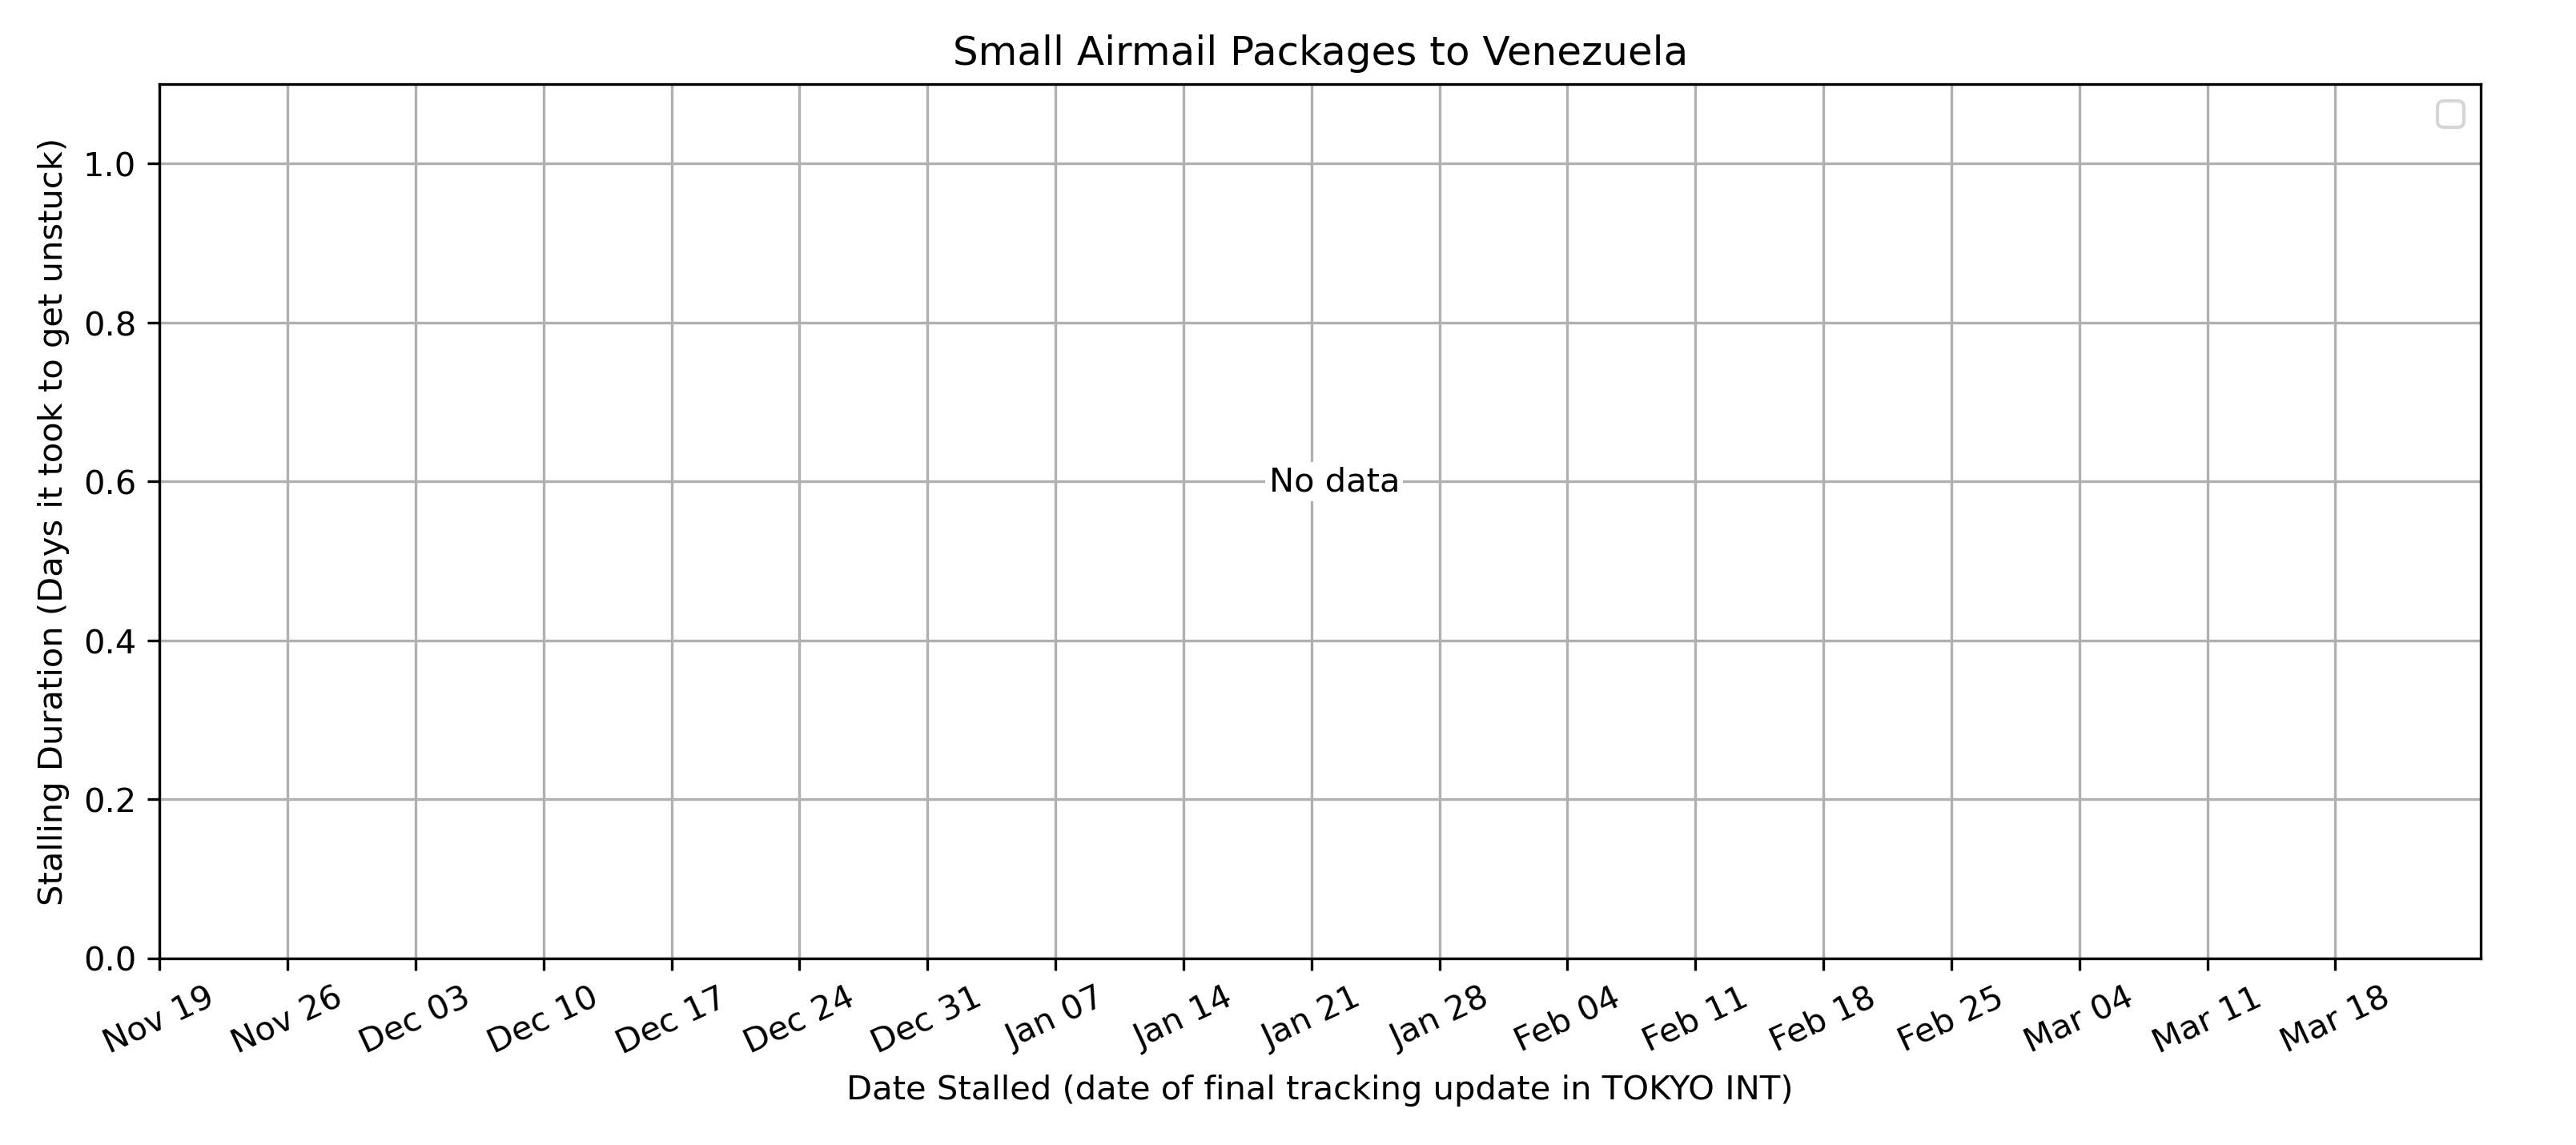 Small Airmail Packages to Venezuela
Stalling Duration (Days it took to get unstuck)
1.0
0.8
0.6
0.4
0.2
0.0
No data
Nov 19
Nov 26
Dec 03
Dec 10
Dec 17
Dec 24
Dec 31
Jan 07
Jan 14
Jan 21
Jan 28
Feb 04
Feb 11
Feb 18
Feb 25
Mar 04
Mar 11
Mar 18
Date Stalled (date of final tracking update in TOKYO INT)